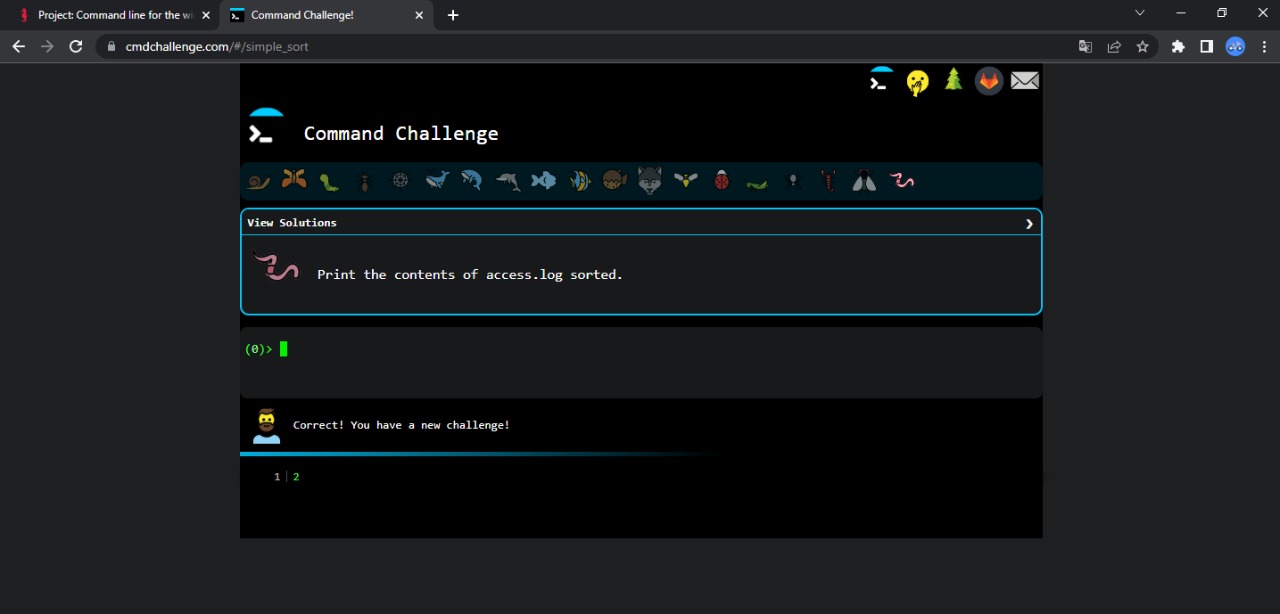 Project: Command line for the wi
Command Challenge!
cmdchallenge.com/#/simple_sort
Command Challenge
View Solutions
Print the contents of access.log sorted.
(0)>
Correct! You have a new challenge!
1 2